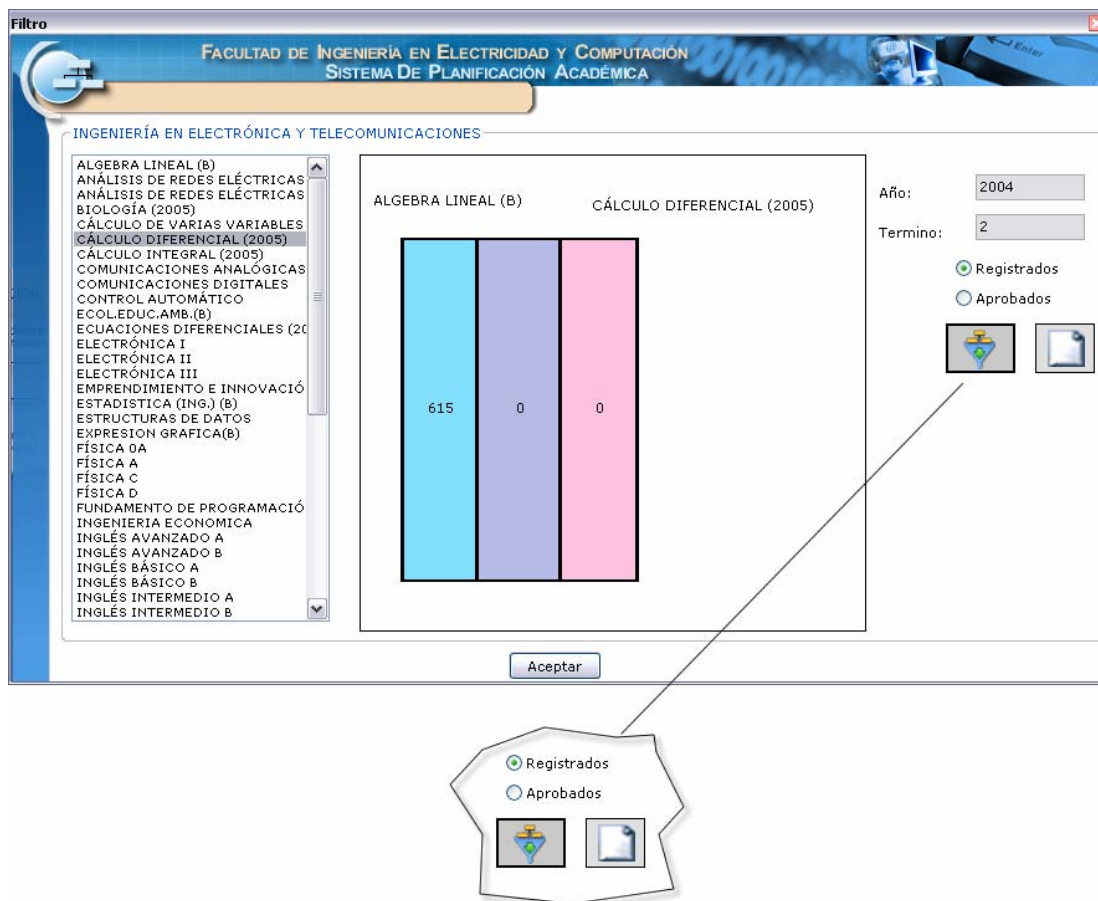 Filtro
FACULTAD DE INGENIERÍA EN ELECTRICIDAD Y COMPUTACIÓN
SISTEMA DE PLANIFICACIÓN ACADÉMICA
Enter
INGENIERÍA EN ELECTRÓNICA Y TELECOMUNICACIONES
ALGEBRA LINEAL (B)
ANÁLISIS DE REDES ELÉCTRICAS
ANÁLISIS DE REDES ELÉCTRICAS
BIOLOGÍA (2005)
CÁLCULO DE VARIAS VARIABLES
CÁLCULO DIFERENCIAL (2005)
CÁLCULO INTEGRAL (2005)
COMUNICACIONES ANALÓGICAS
COMUNICACIONES DIGITALES
CONTROL AUTOMÁTICO
ECOL.EDUC.AMB.(B)
ECUACIONES DIFERENCIALES (20
ELECTRÓNICA I
ELECTRÓNICA II
ELECTRÓNICA III
EMPRENDIMIENTO E INNOVACIÓ
ESTADISTICA (ING.) (B)
ESTRUCTURAS DE DATOS
EXPRESION GRAFICA(B)
FÍSICA 0A
FÍSICA A
FÍSICA C
FÍSICA D
FUNDAMENTO DE PROGRAMACIÓ
INGENIERIA ECONOMICA
INGLÉS AVANZADO A
INGLÉS AVANZADO B
INGLÉS BÁSICO A
INGLÉS BÁSICO B
INGLÉS INTERMEDIO A
INGLÉS INTERMEDIO B
ALGEBRA LINEAL (B) CÁLCULO DIFERENCIAL (2005)
615 0 0
Año: 2004
Termino: 2
Registrados
Aprobados
Aceptar
Registrados
Aprobados